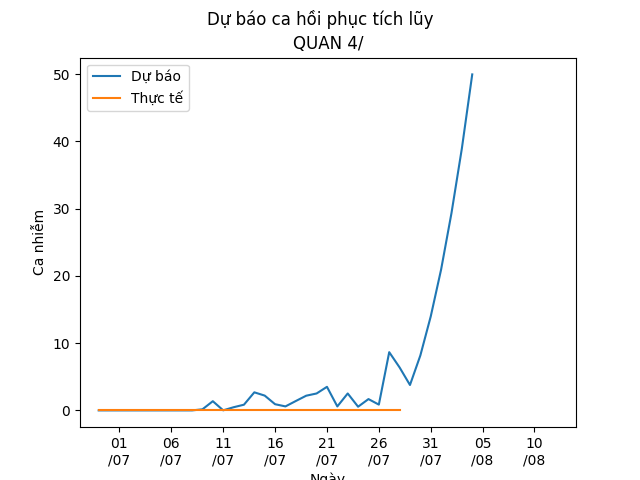 Dự báo ca hồi phục tích lũy
QUAN 4/
Dự báo
Thực tế
Ca nhiễm
50
40
30
20
10
0
01 06 11 16 21 26 31 05 10
/07 /07 /07 /07 /07 /07 /07 /08 /08
Ngày